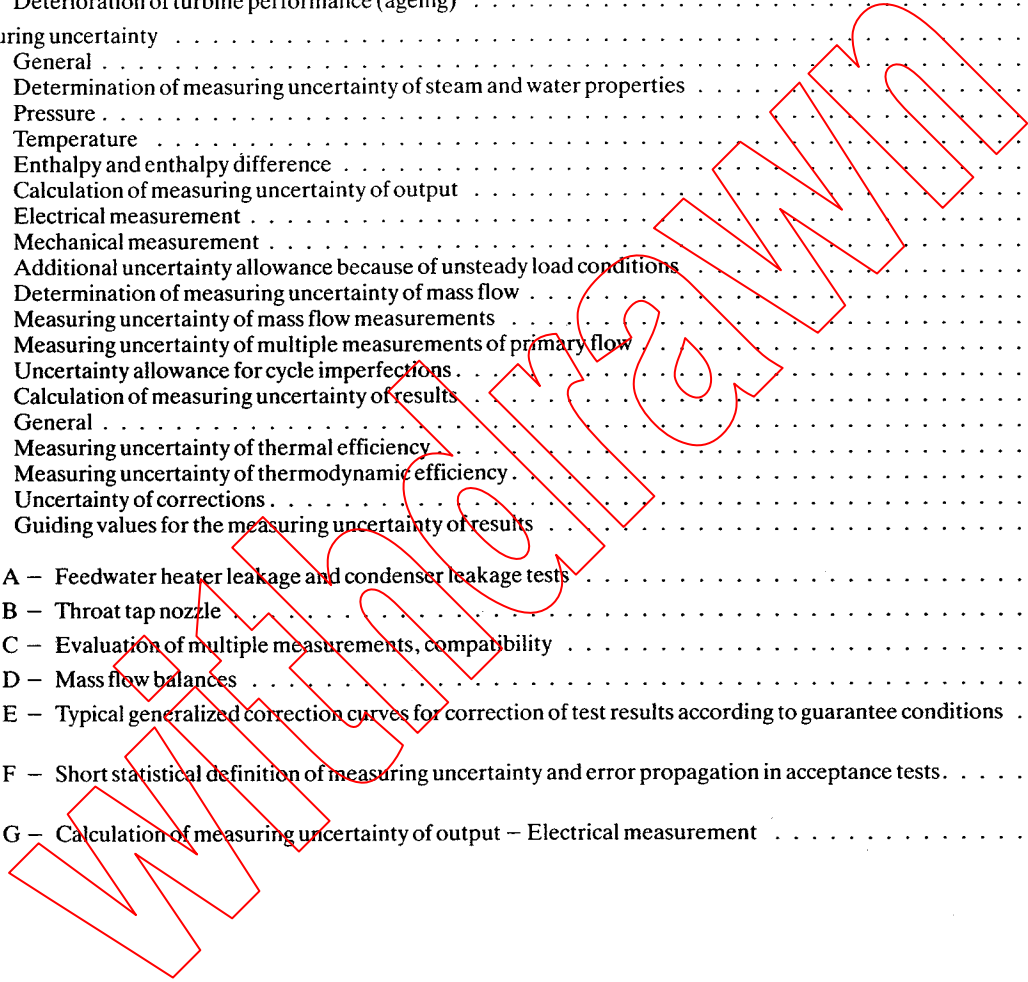 Deterioration of turbine performance (ageing) . . . . . . . . . . . . . . . . . . . . . . . . . . . . . .
uring uncertainty . . . . . . . . . . . . . . . . . . . . . . . . . . . . . .
General . . . . . . . . . . . . . . . . . . . . . . . . . . . . . .
Determination of measuring uncertainty of steam and water properties . . . . . . . . . . . . . . . . . .
Pressure . . . . . . . . . . . . . . . . . . . . . . . . . . . . . .
Temperature . . . . . . . . . . . . . . . . . . . . . . . . . . . . . .
Enthalpy and enthalpy difference . . . . . . . . . . . . . . . . . . . . . . . . . . . . . .
Calculation of measuring uncertainty of output . . . . . . . . . . . . . . . . . . . . . . . . . . . . . .
Electrical measurement . . . . . . . . . . . . . . . . . . . . . . . . . . . . . .
Mechanical measurement . . . . . . . . . . . . . . . . . . . . . . . . . . . . . .
Additional uncertainty allowance because of unsteady load conditions . . . . . . . . . . . . . . . . . .
Determination of measuring uncertainty of mass flow . . . . . . . . . . . . . . . . . . . . . . . . . . .
Measuring uncertainty of mass flow measurements . . . . . . . . . . . . . . . . . . . . . . . . . . .
Measuring uncertainty of multiple measurements of primary flow . . . . . . . . . . . . . . . . . . . . .
Uncertainty allowance for cycle imperfections . . . . . . . . . . . . . . . . . . . . . . . . . . . . . .
Calculation of measuring uncertainty of results . . . . . . . . . . . . . . . . . . . . . . . . . . . . . .
General . . . . . . . . . . . . . . . . . . . . . . . . . . . . . .
Measuring uncertainty of thermal efficiency . . . . . . . . . . . . . . . . . . . . . . . . . . . . . .
Measuring uncertainty of thermodynamic efficiency . . . . . . . . . . . . . . . . . . . . . . . . . . . .
Uncertainty of corrections . . . . . . . . . . . . . . . . . . . . . . . . . . . . . .
Guiding values for the measuring uncertainty of results . . . . . . . . . . . . . . . . . . . . . . . . . .
A – Feedwater heater leakage and condenser leakage tests . . . . . . . . . . . . . . . . . . . . . . . .
B – Throat tap nozzle . . . . . . . . . . . . . . . . . . . . . . . . . . . . . .
C – Evaluation of multiple measurements, compatibility . . . . . . . . . . . . . . . . . . . . . . . . .
D – Mass flow balances . . . . . . . . . . . . . . . . . . . . . . . . . . . . . .
E – Typical generalized correction curves for correction of test results according to guarantee conditions .
F – Short statistical definition of measuring uncertainty and error propagation in acceptance tests. . . . . .
G – Calculation of measuring uncertainty of output – Electrical measurement . . . . . . . . . . . . . .
withdrawn